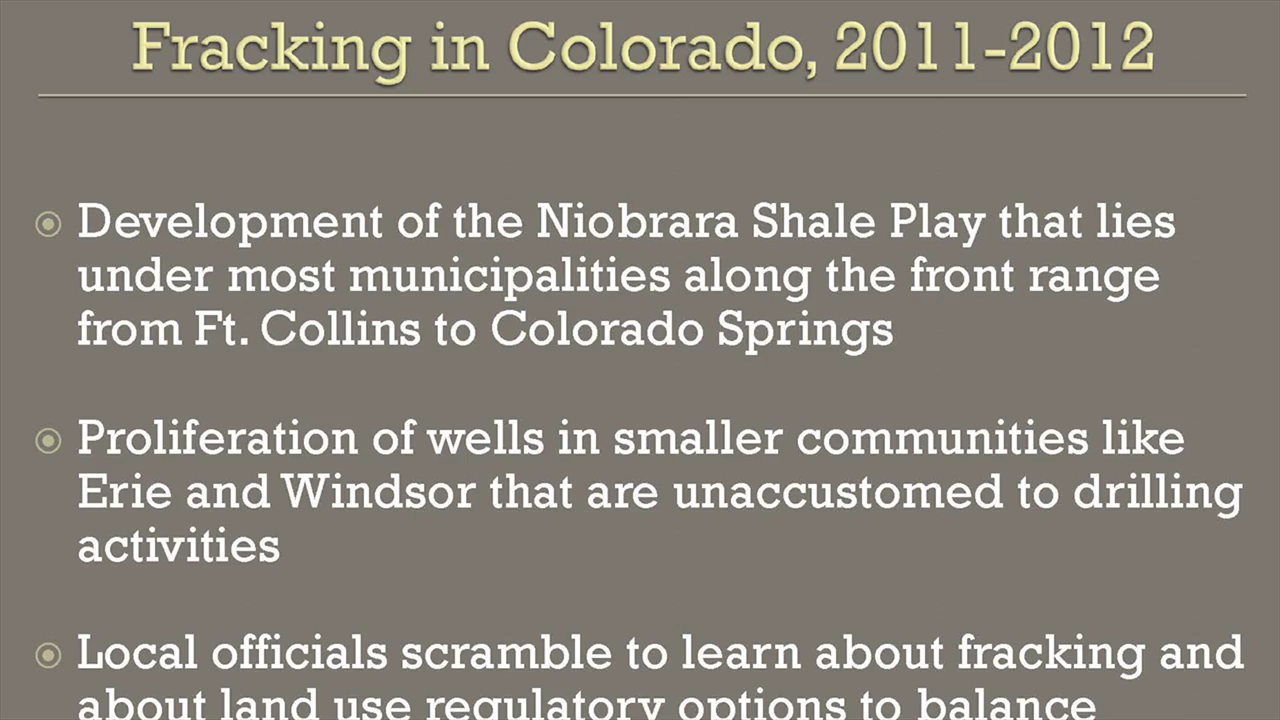 Fracking in Colorado, 2011-2012
Development of the Niobrara Shale Play that lies
under most municipalities along the front range
from Ft. Collins to Colorado Springs
Proliferation of wells in smaller communities like
Erie and Windsor that are unaccustomed to drilling
activities
Local officials scramble to learn about fracking and
about land use regulatory options to balance